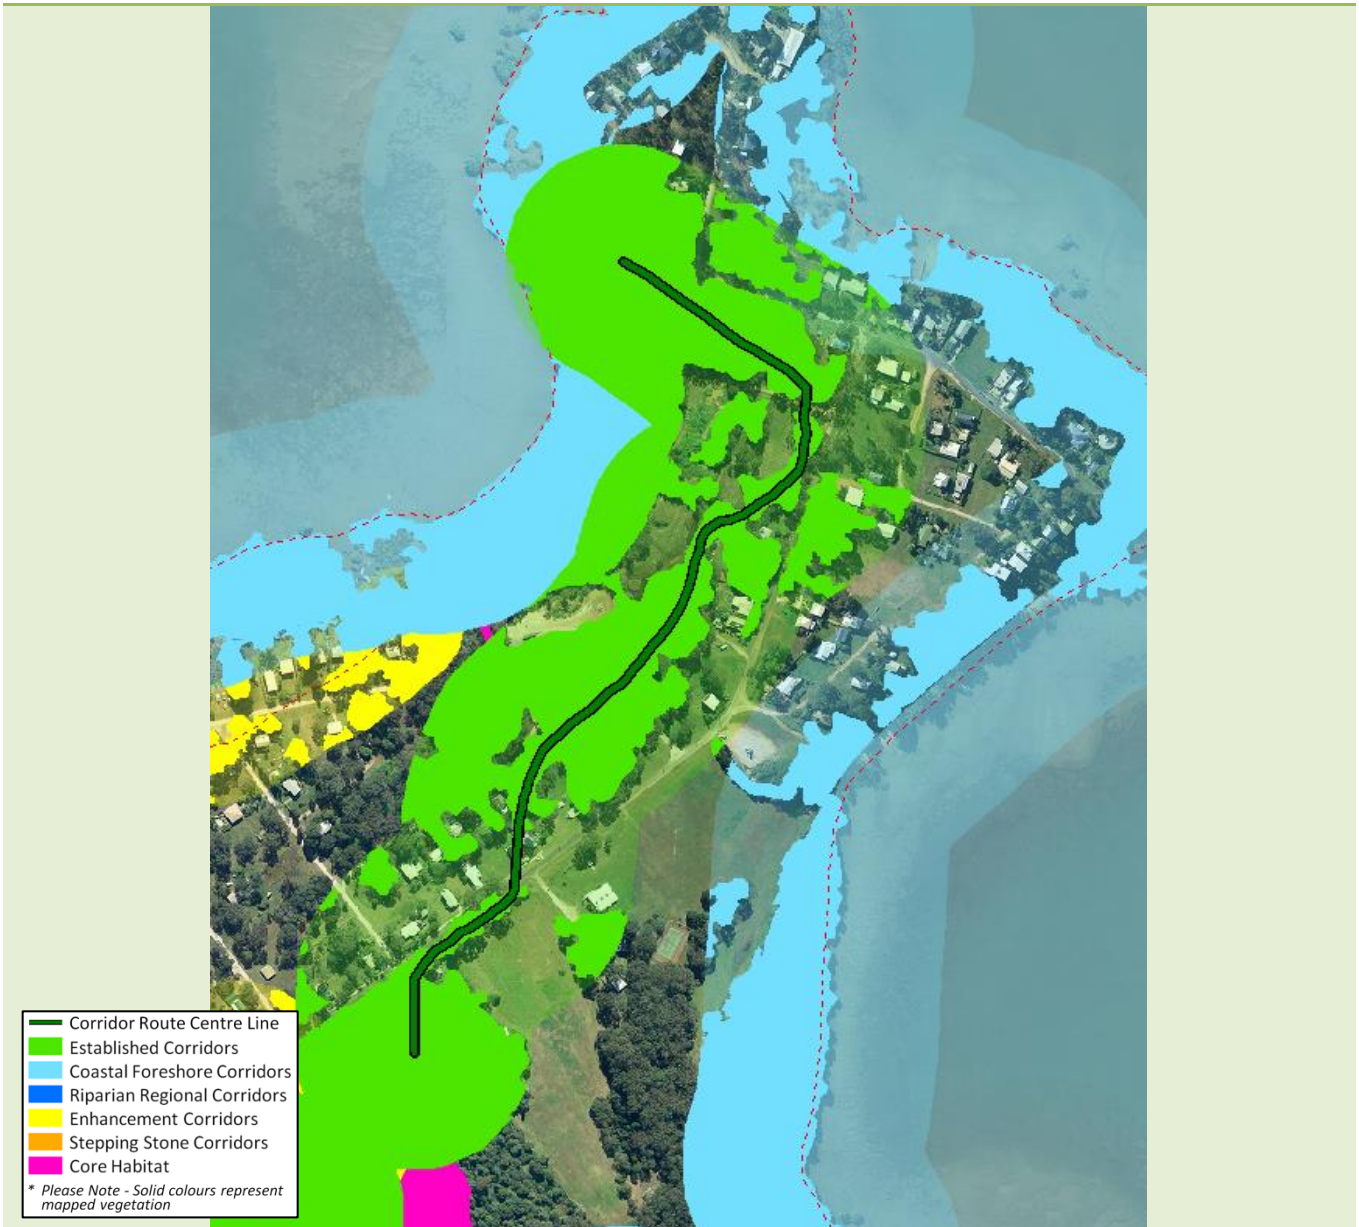 Corridor Route Centre Line
Established Corridors
Coastal Foreshore Corridors
Riparian Regional Corridors
Enhancement Corridors
Stepping Stone Corridors
Core Habitat
* Please Note - Solid colours represent
mapped vegetation